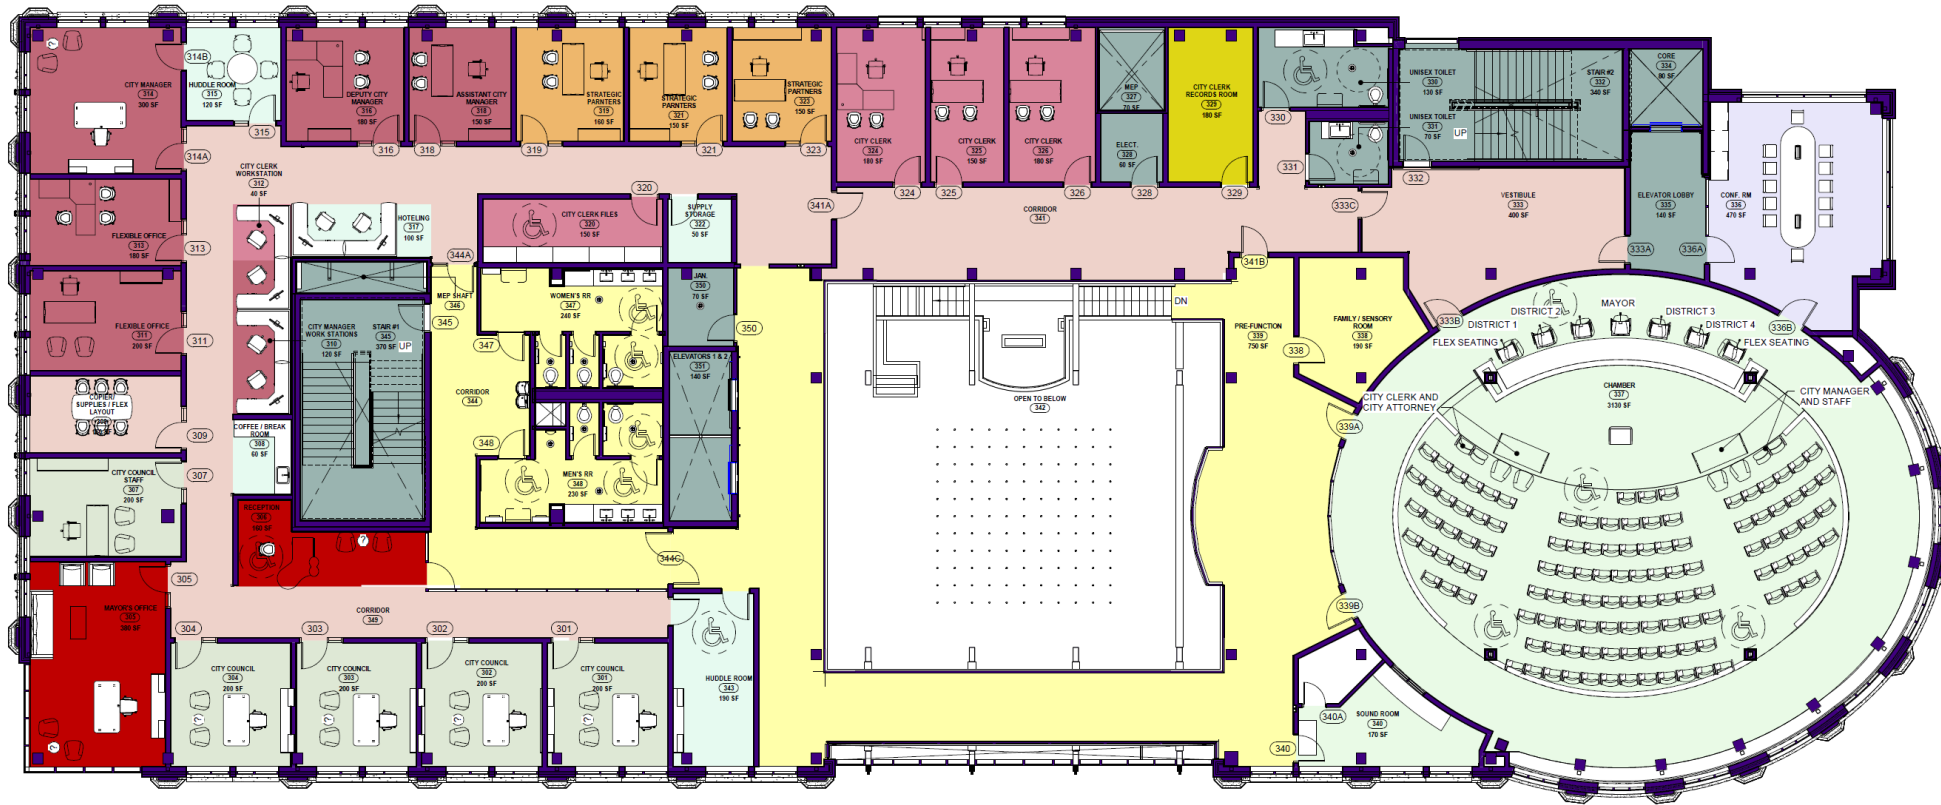 CITY MANAGER
314
300 SF
314B
314A
HUDDLE ROOM
315
120 SF
315
DEPUTY CITY
MANAGER
316
180 SF
316
ASSISTANT CITY
MANAGER
318
150 SF
318
STRATEGIC
PARNTERS
319
160 SF
319
STRATEGIC
PARNTERS
321
150 SF
321
STRATEGIC
PARTNERS
323
150 SF
323
CITY CLERK
324
180 SF
324
CITY CLERK
325
150 SF
325
CITY CLERK
326
180 SF
326
MEP
327
70 SF
ELECT.
328
60 SF
328
CITY CLERK
RECORDS ROOM
329
180 SF
329
330
331
UNISEX TOILET
330
130 SF
UNISEX TOILET
331
70 SF
UP
STAIR #2
332
340 SF
332
CORE
334
90 SF
VESTIBULE
333
400 SF
333C
333A
333B
ELEVATOR LOBBY
335
140 SF
336A
CONF. RM
336
470 SF
336B
CITY CLERK
WORKSTATION
312
40 SF
HOTELING
317
100 SF
320
CITY CLERK FILES
320
150 SF
SUPPLY
STORAGE
322
50 SF
341A
CORRIDOR
341
341B
FLEXIBLE OFFICE
313
180 SF
313
FLEXIBLE OFFICE
311
200 SF
311
CITY MANAGER
WORK STATIONS
310
120 SF
STAIR #1
345
370 SF
UP
344A
MEP SHAFT
346
345
WOMEN'S RR
347
240 SF
347
JAN.
350
70 SF
350
ELEVATORS 1 & 2
351
140 SF
CORRIDOR
344
348
MEN'S RR
348
230 SF
344C
COPIER/
SUPPLIES / FLEX
LAYOUT
309
COFFEE / BREAK
ROOM
308
60 SF
CITY COUNCIL
STAFF
307
200 SF
307
RECEPTION
306
305
MAYOR'S OFFICE
300 SF
CORRIDOR
349
304
303
302
301
CITY COUNCIL
304
200 SF
CITY COUNCIL
303
200 SF
CITY COUNCIL
302
200 SF
CITY COUNCIL
301
200 SF
HUDDLE ROOM
343
190 SF
OPEN TO BELOW
342
DN
PRE-FUNCTION
339
750 SF
FAMILY / SENSORY
ROOM
338
190 SF
338
339A
339B
340A
340
SOUND ROOM
340
170 SF
MAYOR
DISTRICT 2
DISTRICT 3
DISTRICT 1
DISTRICT 4
FLEX SEATING
FLEX SEATING
CHAMBER
337
3130 SF
CITY CLERK AND
CITY ATTORNEY
CITY MANAGER
AND STAFF